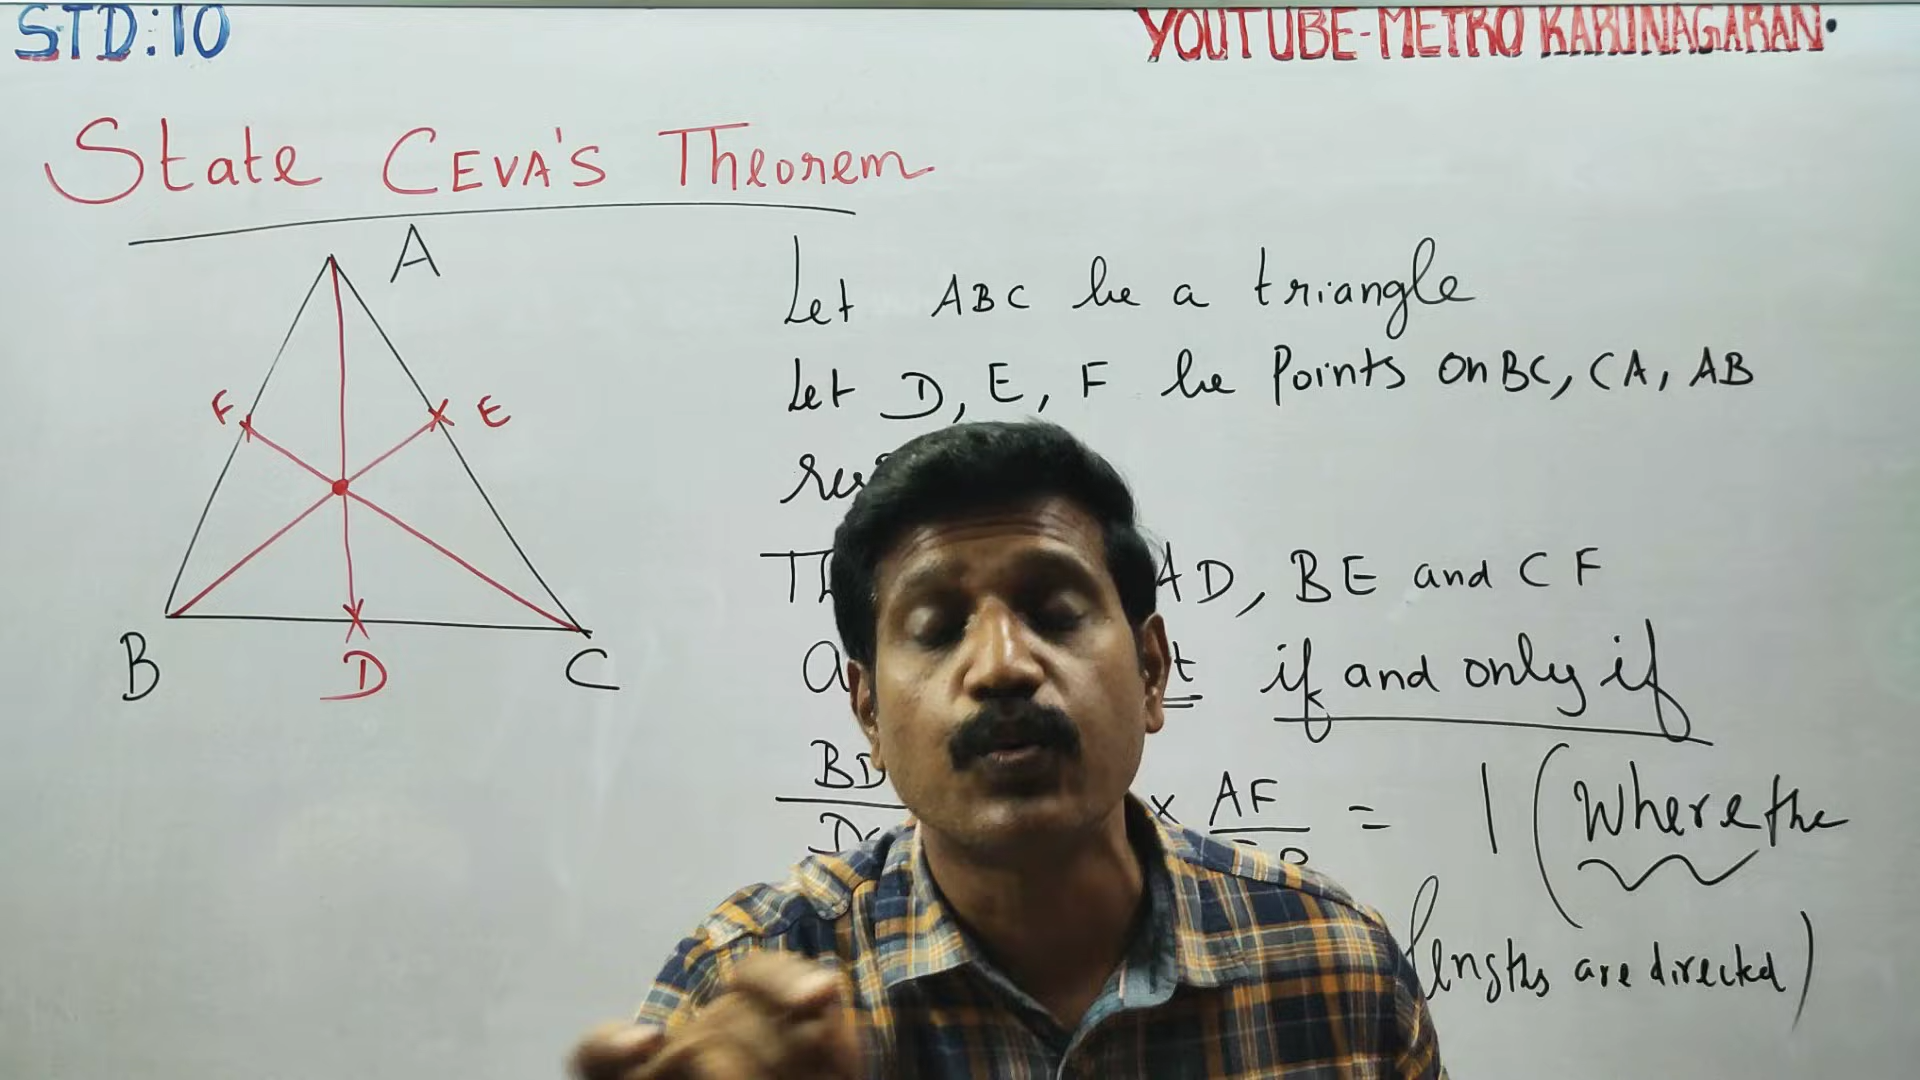 STD:10
YOUTUBE-METRO KARUNAGARAN.
State CEVA'S Theorem
A
F
E
B
D
C
Let ABC be a triangle
Let D, E, F be Points on BC, CA, AB
AD, BE and CF
if and only if
BD × AF = 1 (Where the
lengths are directed)